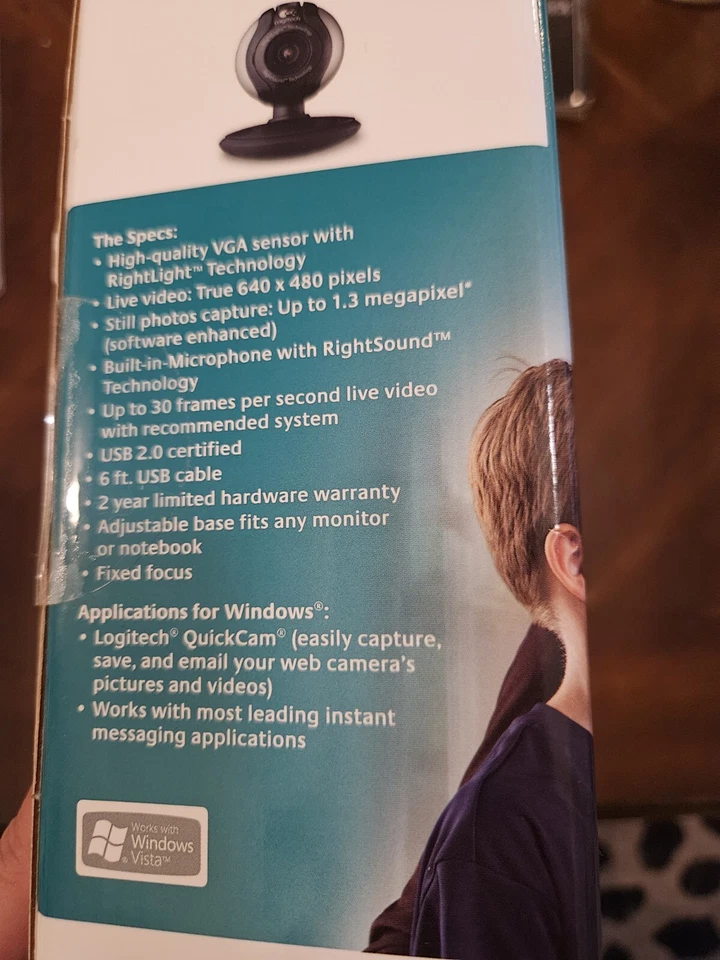 Logitech
The Specs:
• High-quality VGA sensor with
RightLight™ Technology
• Live video: True 640 x 480 pixels
• Still photos capture: Up to 1.3 megapixel*
(software enhanced)
• Built-in-Microphone with RightSound™
Technology
• Up to 30 frames per second live video
with recommended system
• USB 2.0 certified
• 6 ft. USB cable
• 2 year limited hardware warranty
• Adjustable base fits any monitor
or notebook
• Fixed focus
Applications for Windows®:
• Logitech® QuickCam® (easily capture,
save, and email your web camera's
pictures and videos)
• Works with most leading instant
messaging applications
Works with
Windows
® Vista™